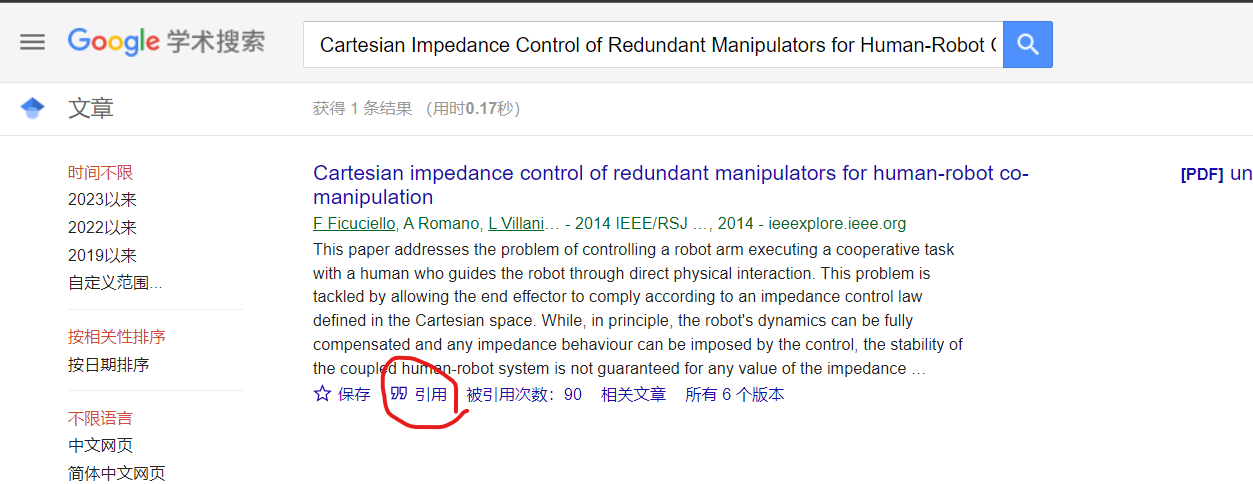 Google 学术搜索
Cartesian Impedance Control of Redundant Manipulators for Human-Robot C
文章
获得 1 条结果 （用时0.17秒）
时间不限
2023以来
2022以来
2019以来
自定义范围...
按相关性排序
按日期排序
不限语言
中文网页
简体中文网页
Cartesian impedance control of redundant manipulators for human-robot co-
manipulation
F Ficuciello, A Romano, L Villani… - 2014 IEEE/RSJ …, 2014 - ieeexplore.ieee.org
This paper addresses the problem of controlling a robot arm executing a cooperative task
with a human who guides the robot through direct physical interaction. This problem is
tackled by allowing the end effector to comply according to an impedance control law
defined in the Cartesian space. While, in principle, the robot's dynamics can be fully
compensated and any impedance behaviour can be imposed by the control, the stability of
the coupled human-robot system is not guaranteed for any value of the impedance …
保存 引用 被引用次数：90 相关文章 所有 6 个版本
[PDF] un